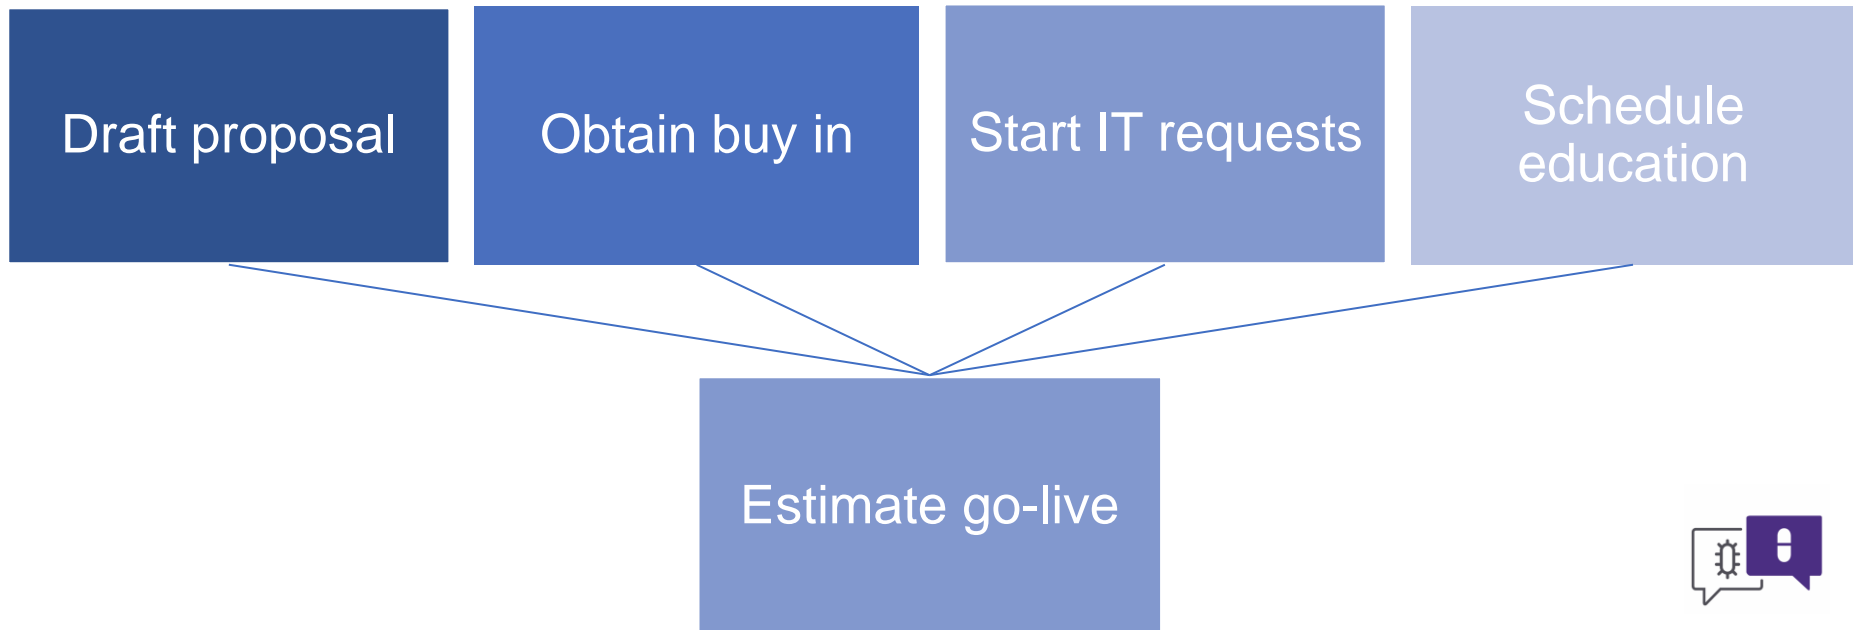 Draft proposal
Obtain buy in
Start IT requests
Schedule
education
Estimate go-live